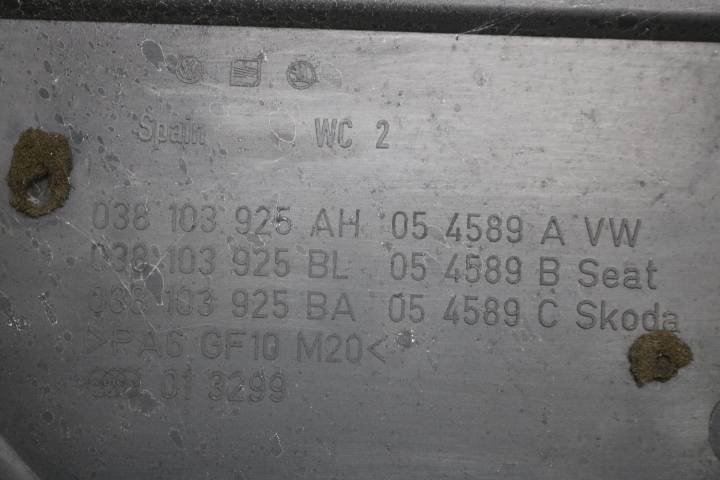 Spain WC 2
038 103 925 AH 05 4589 A VW
038 103 925 BL 05 4589 B Seat
038 103 925 BA 05 4589 C Skoda
>PA6 GF10 M20<
01 3299